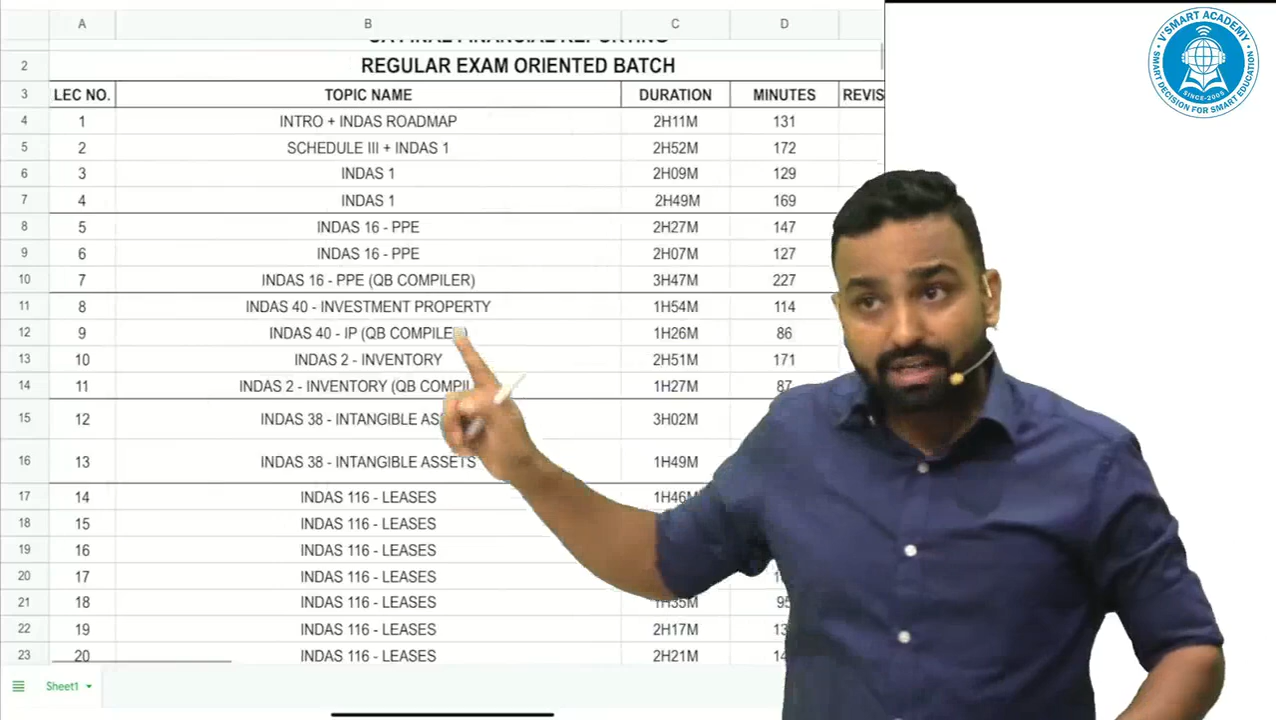 A B C D
2 REGULAR EXAM ORIENTED BATCH
3 LEC NO. TOPIC NAME DURATION MINUTES REVIS
4 1 INTRO + INDAS ROADMAP 2H11M 131
5 2 SCHEDULE III + INDAS 1 2H52M 172
6 3 INDAS 1 2H09M 129
7 4 INDAS 1 2H49M 169
8 5 INDAS 16 - PPE 2H27M 147
9 6 INDAS 16 - PPE 2H07M 127
10 7 INDAS 16 - PPE (QB COMPILER) 3H47M 227
11 8 INDAS 40 - INVESTMENT PROPERTY 1H54M 114
12 9 INDAS 40 - IP (QB COMPILE 1H26M 86
13 10 INDAS 2 - INVENTORY 2H51M 171
14 11 INDAS 2 - INVENTORY (QB COMPIL 1H27M 87
15 12 INDAS 38 - INTANGIBLE AS 3H02M
16 13 INDAS 38 - INTANGIBLE ASSETS 1H49M
17 14 INDAS 116 - LEASES 1H46M
18 15 INDAS 116 - LEASES
19 16 INDAS 116 - LEASES
20 17 INDAS 116 - LEASES
21 18 INDAS 116 - LEASES 1H35M 95
22 19 INDAS 116 - LEASES 2H17M
23 20 INDAS 116 - LEASES 2H21M
Sheet1
V'SMART ACADEMY
SINCE-2005
SMART DECISION FOR SMART EDUCATION